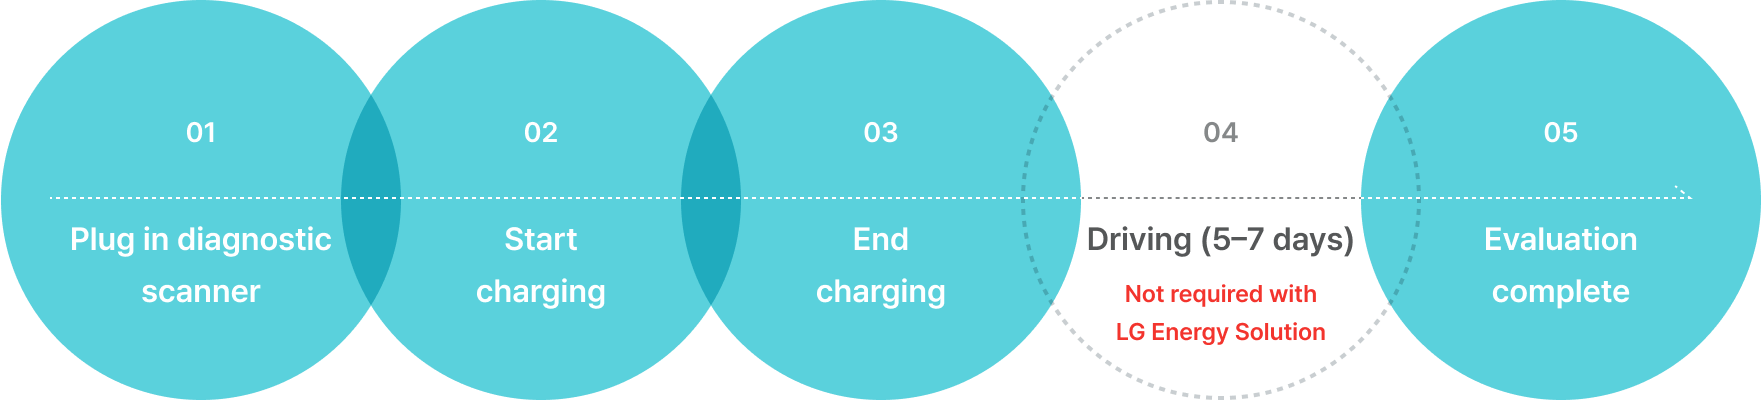 01
Plug in diagnostic
scanner
02
Start
charging
03
End
charging
04
Driving (5–7 days)
Not required with
LG Energy Solution
05
Evaluation
complete